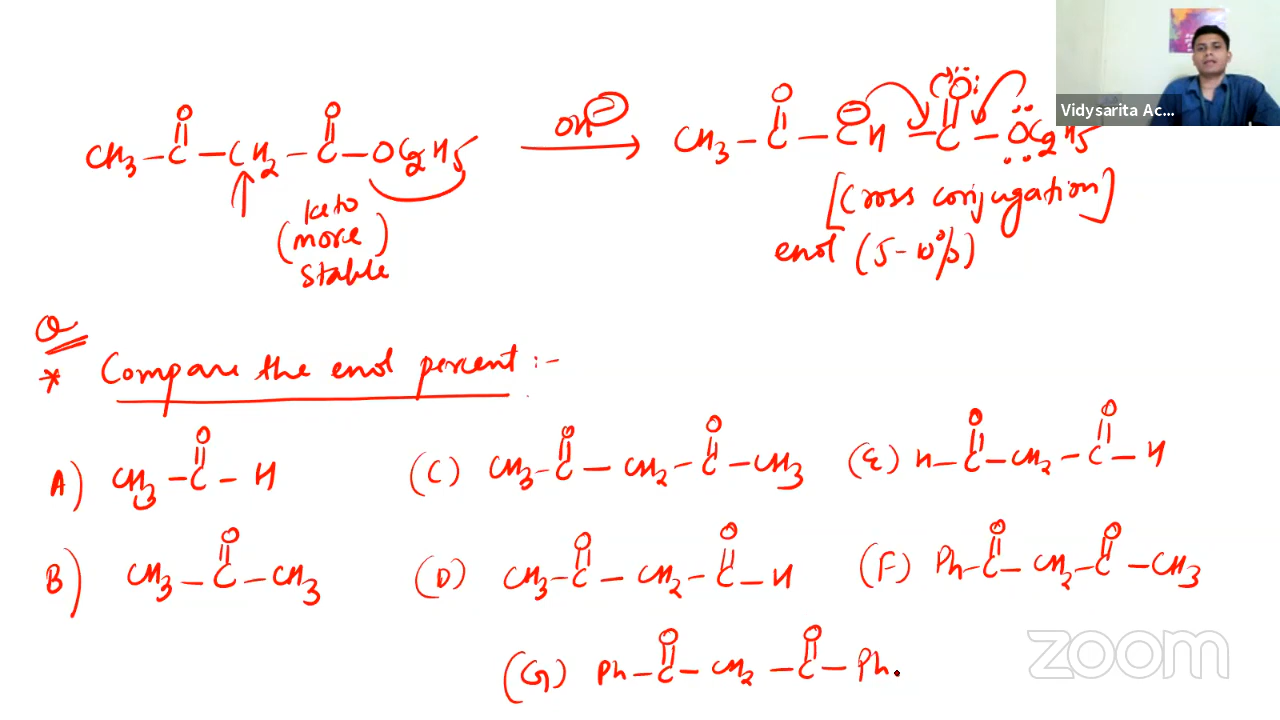 Vidysarita Ac...
CH3-C(=O)-CH2-C(=O)-OC2H5 OH⊖ → CH3-C(=O)-C⊖H-C(=O)-OC2H5
keto
(more)
stable
[Cross conjugation]
enol (5-10%)
Q
* Compare the enol percent :-
A) CH3-C(=O)-H
(C) CH3-C(=O)-CH2-C(=O)-CH3
(E) H-C(=O)-CH2-C(=O)-H
B) CH3-C(=O)-CH3
(D) CH3-C(=O)-CH2-C(=O)-H
(F) Ph-C(=O)-CH2-C(=O)-CH3
(G) Ph-C(=O)-CH2-C(=O)-Ph.
zoom